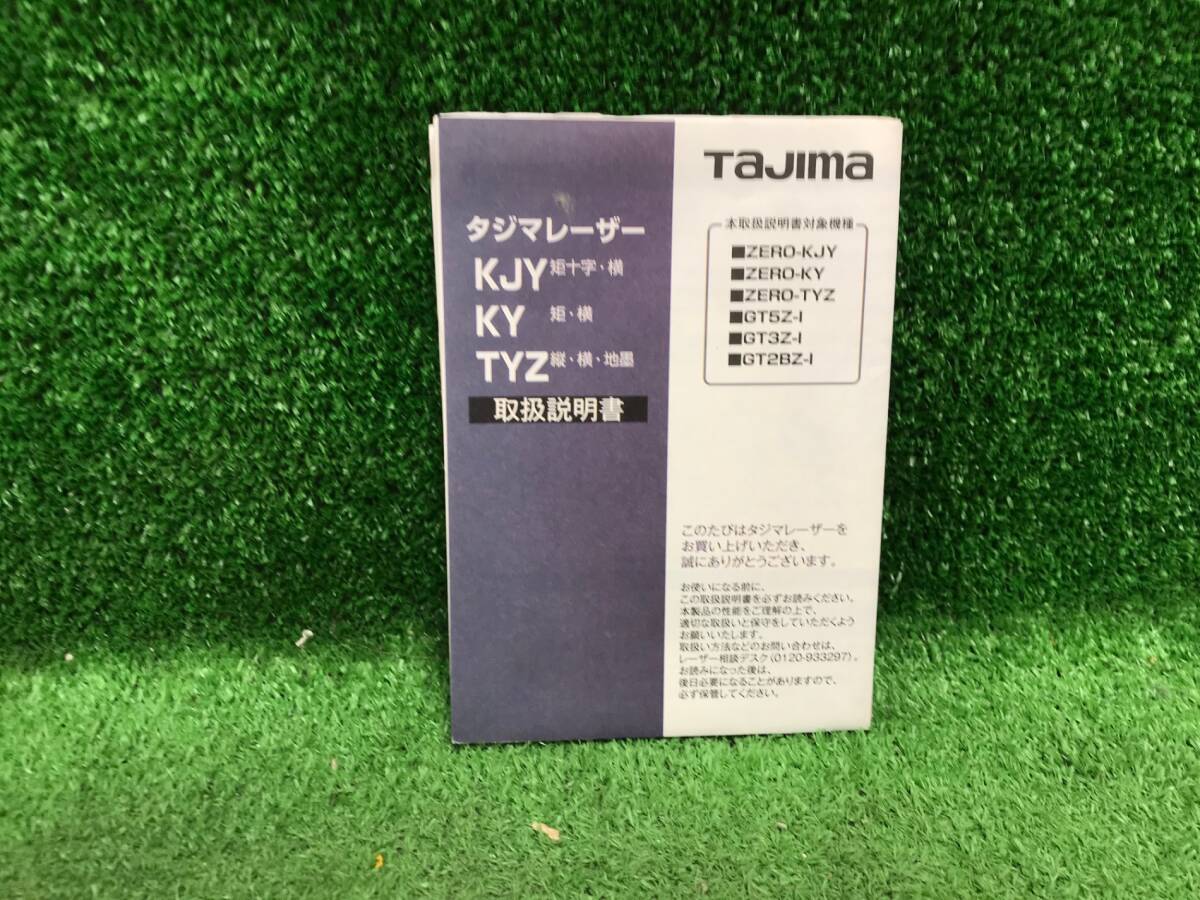 タジマレーザー
KJY 矩十字・横
KY 矩・横
TYZ 縦・横・地墨
取扱説明書
TaJIma
本取扱説明書対象機種
■ZERO-KJY
■ZERO-KY
■ZERO-TYZ
■GT5Z-I
■GT3Z-I
■GT2BZ-I
このたびはタジマレーザーを
お買い上げいただき、
誠にありがとうございます。
お使いになる前に、
この取扱説明書を必ずお読みください。
本製品の性能をご理解の上で、
適切な取扱いと保守をしていただくよう
お願いいたします。
取扱い方法などのお問い合わせは、
レーザー相談デスク(0120-933297)。
お読みになった後は、
後日必要になることがありますので、
必ず保管してください。